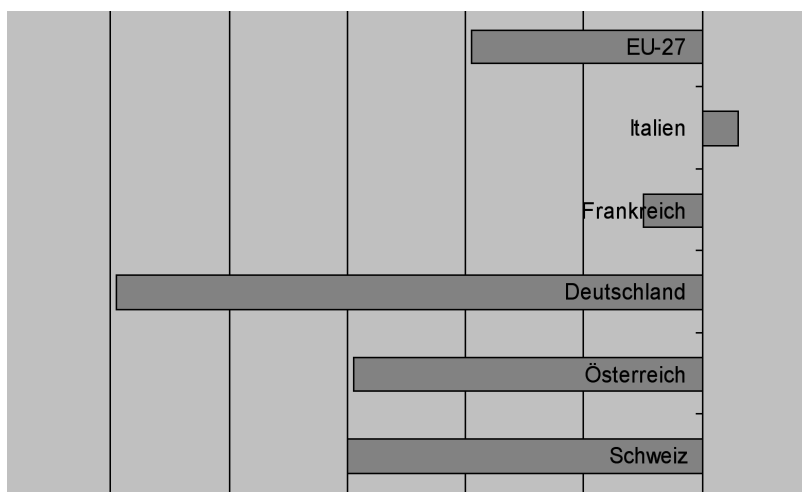 EU-27
Italien
Frankreich
Deutschland
Österreich
Schweiz